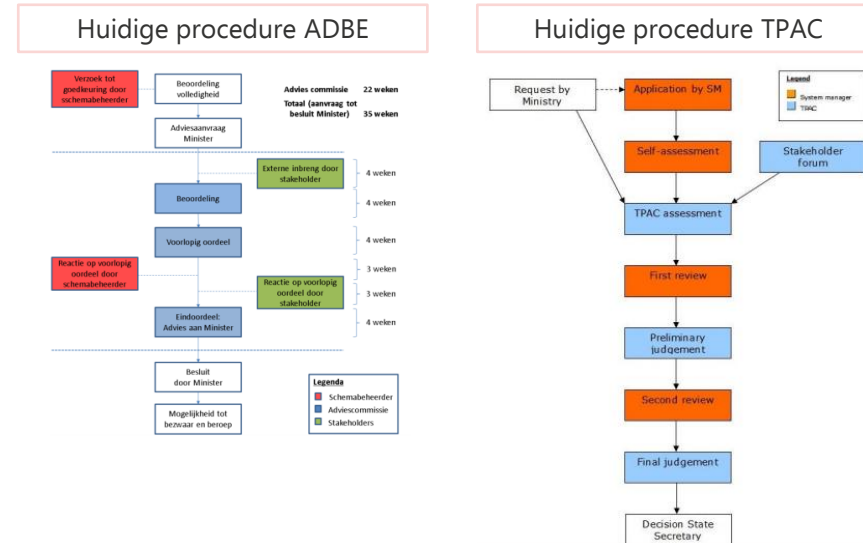 Huidige procedure ADBE
Verzoek tot
goedkeuring door
sschemabeheerder
Beoordeling
volledigheid
Advies commissie 22 weken
Totaal (aanvraag tot
besluit Minister) 35 weken
Adviesaanvraag
Minister
Externe inbreng door
stakeholder
4 weken
Beoordeling
4 weken
Voorlopig oordeel
4 weken
Reactie op voorlopig
oordeel door
schemabeheerder
3 weken
Reactie op voorlopig
oordeel door
stakeholder
3 weken
Eindoordeel:
Advies aan Minister
4 weken
Besluit
door Minister
Mogelijkheid tot
bezwaar en beroep
Legenda
Schemabeheerder
Adviescommissie
Stakeholders
Huidige procedure TPAC
Request by
Ministry
Application by SM
Legend
System manager
TPAC
Self-assessment
Stakeholder
forum
TPAC assessment
First review
Preliminary
judgement
Second review
Final judgement
Decision State
Secretary